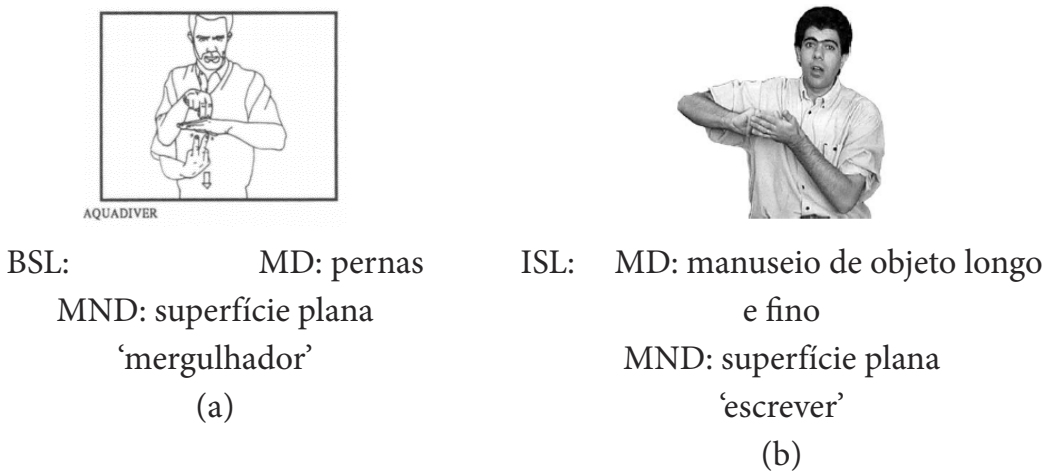 AQUADIVER
BSL: MD: pernas
MND: superfície plana
‘mergulhador’
(a)
ISL: MD: manuseio de objeto longo
e fino
MND: superfície plana
‘escrever’
(b)